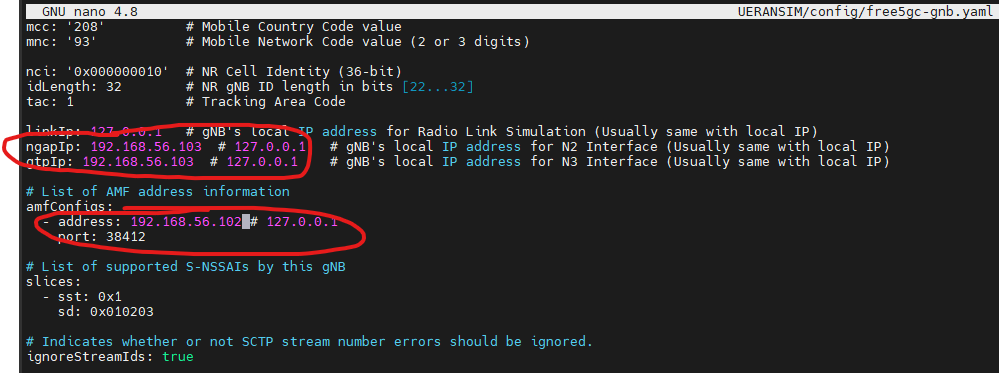 GNU nano 4.8 UERANSIM/config/free5gc-gnb.yaml
mcc: '208' # Mobile Country Code value
mnc: '93' # Mobile Network Code value (2 or 3 digits)
nci: '0x000000010' # NR Cell Identity (36-bit)
idLength: 32 # NR gNB ID length in bits [22...32]
tac: 1 # Tracking Area Code
linkIp: 127.0.0.1 # gNB's local IP address for Radio Link Simulation (Usually same with local IP)
ngapIp: 192.168.56.103 # 127.0.0.1 # gNB's local IP address for N2 Interface (Usually same with local IP)
gtpIp: 192.168.56.103 # 127.0.0.1 # gNB's local IP address for N3 Interface (Usually same with local IP)
# List of AMF address information
amfConfigs:
- address: 192.168.56.102 # 127.0.0.1
port: 38412
# List of supported S-NSSAIs by this gNB
slices:
- sst: 0x1
sd: 0x010203
# Indicates whether or not SCTP stream number errors should be ignored.
ignoreStreamIds: true